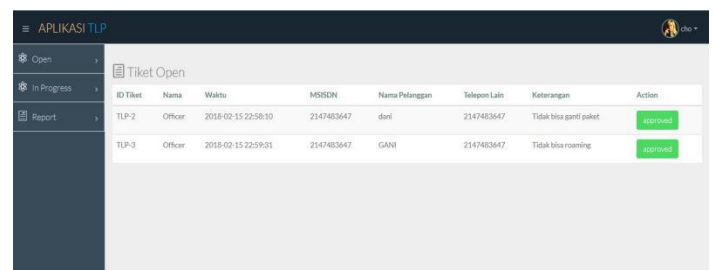 APLIKASI TLP
cho
Open
In Progress
Report
Tiket Open
ID Tiket Nama Waktu MSISDN Nama Pelanggan Telepon Lain Keterangan Action
TLP-2 Officer 2018-02-15 22:58:10 2147483647 dani 2147483647 Tidak bisa ganti paket approved
TLP-3 Officer 2018-02-15 22:59:31 2147483647 GANI 2147483647 Tidak bisa roaming approved